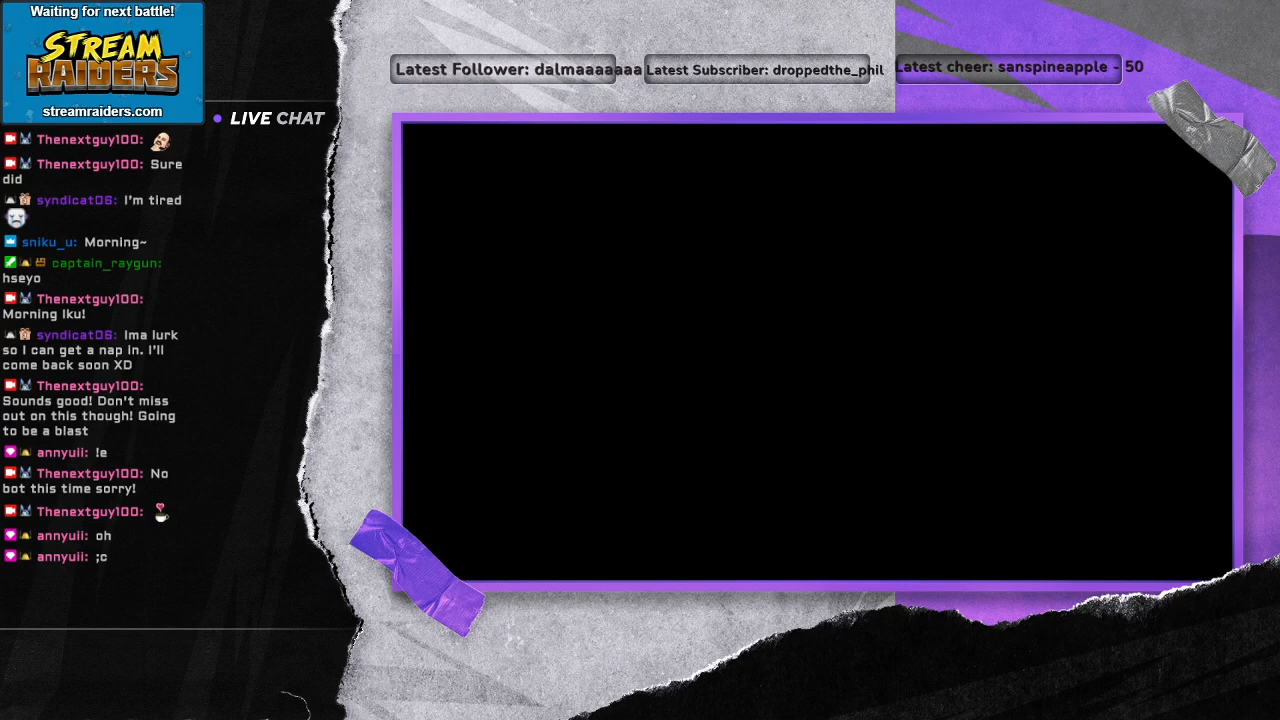 Waiting for next battle!
STREAM
RAIDERS
streamraiders.com
Latest Follower: dalmaaaaaaa
Latest Subscriber: droppedthe_phil
Latest cheer: sanspineapple - 50
LIVE CHAT
Thenextguy100:
Thenextguy100: Sure
did
syndicat06: I'm tired
sniku_u: Morning~
captain_raygun:
hseyo
Thenextguy100:
Morning Iku!
syndicat06: Ima lurk
so I can get a nap in. I'll
come back soon XD
Thenextguy100:
Sounds good! Don't miss
out on this though! Going
to be a blast
annyuii: !e
Thenextguy100: No
bot this time sorry!
Thenextguy100:
annyuii: oh
annyuii: ;c